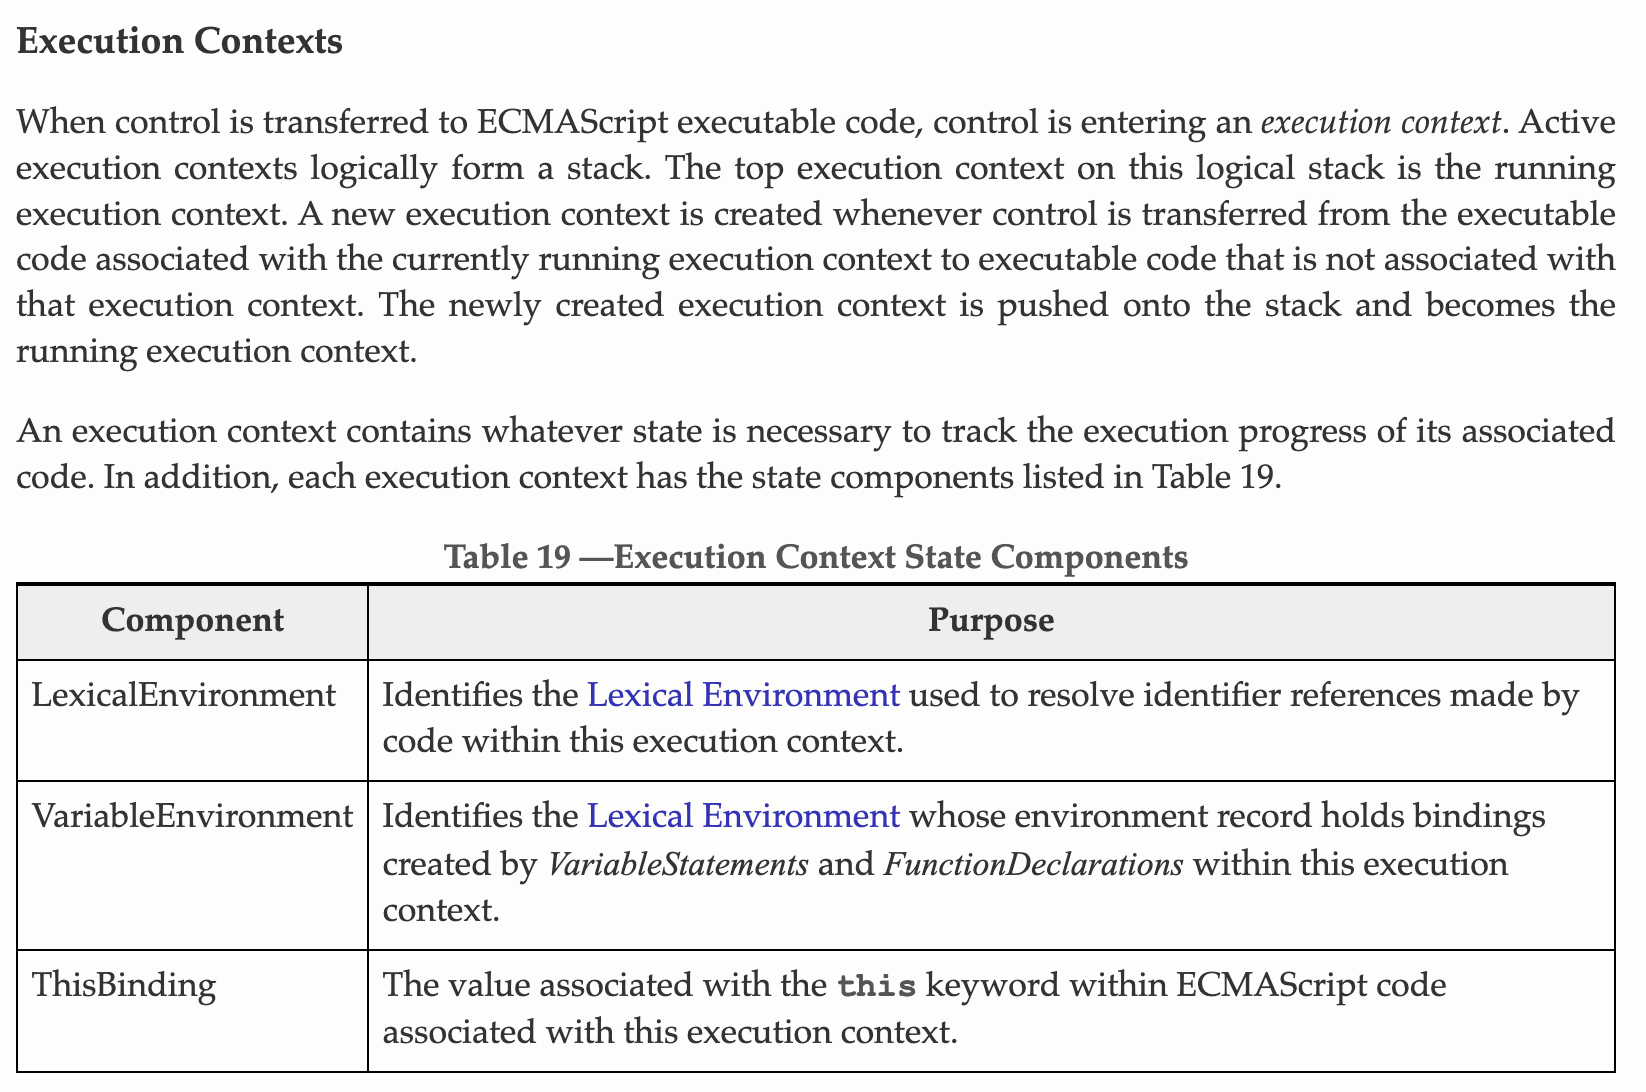 Execution Contexts
When control is transferred to ECMAScript executable code, control is entering an execution context. Active
execution contexts logically form a stack. The top execution context on this logical stack is the running
execution context. A new execution context is created whenever control is transferred from the executable
code associated with the currently running execution context to executable code that is not associated with
that execution context. The newly created execution context is pushed onto the stack and becomes the
running execution context.
An execution context contains whatever state is necessary to track the execution progress of its associated
code. In addition, each execution context has the state components listed in Table 19.
Table 19 —Execution Context State Components
Component Purpose
LexicalEnvironment Identifies the Lexical Environment used to resolve identifier references made by
code within this execution context.
VariableEnvironment Identifies the Lexical Environment whose environment record holds bindings
created by VariableStatements and FunctionDeclarations within this execution
context.
ThisBinding The value associated with the this keyword within ECMAScript code
associated with this execution context.